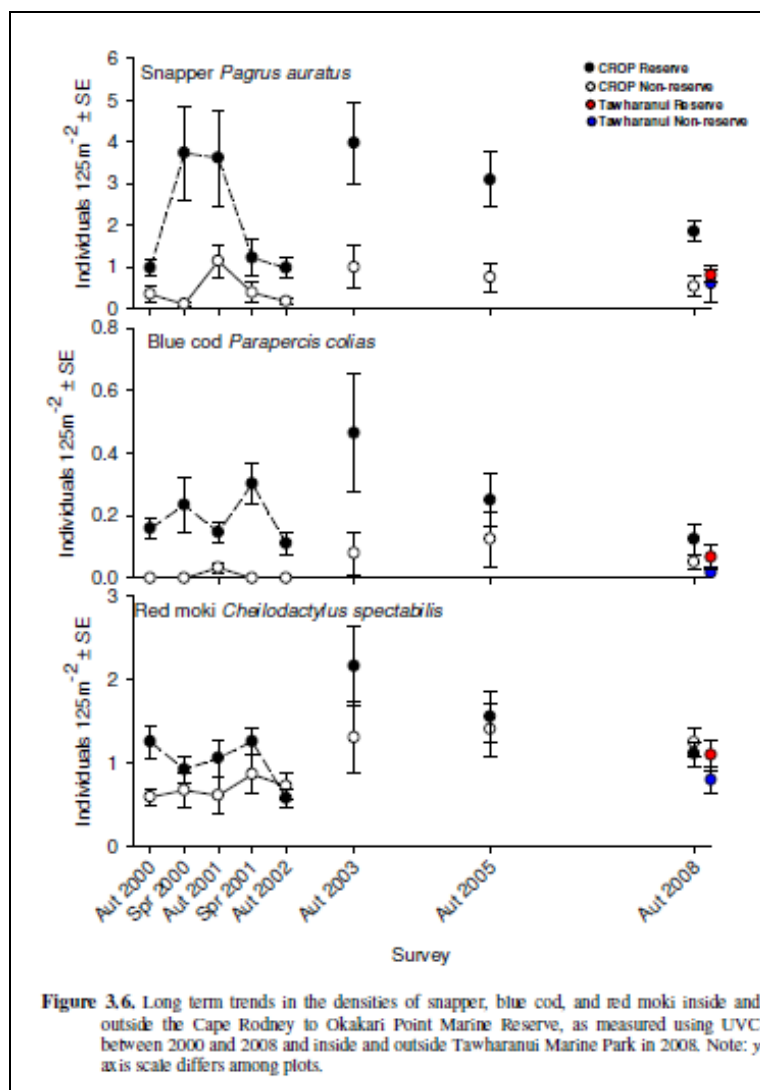 Snapper Pagrus auratus
CROP Reserve
CROP Non-reserve
Tawharanui Reserve
Tawharanui Non-reserve
Individuals 125m-2 ± SE
6
5
4
3
2
1
0
Blue cod Parapercis colias
Individuals 125m-2 ± SE
0.8
0.6
0.4
0.2
0.0
Red moki Cheilodactylus spectabilis
Individuals 125m-2 ± SE
3
2
1
0
Aut 2000
Spr 2000
Aut 2001
Spr 2001
Aut 2002
Aut 2003
Aut 2005
Aut 2008
Survey
Figure 3.6. Long term trends in the densities of snapper, blue cod, and red moki inside and
outside the Cape Rodney to Okakari Point Marine Reserve, as measured using UVC
between 2000 and 2008 and inside and outside Tawharanui Marine Park in 2008. Note: y
axis scale differs among plots.